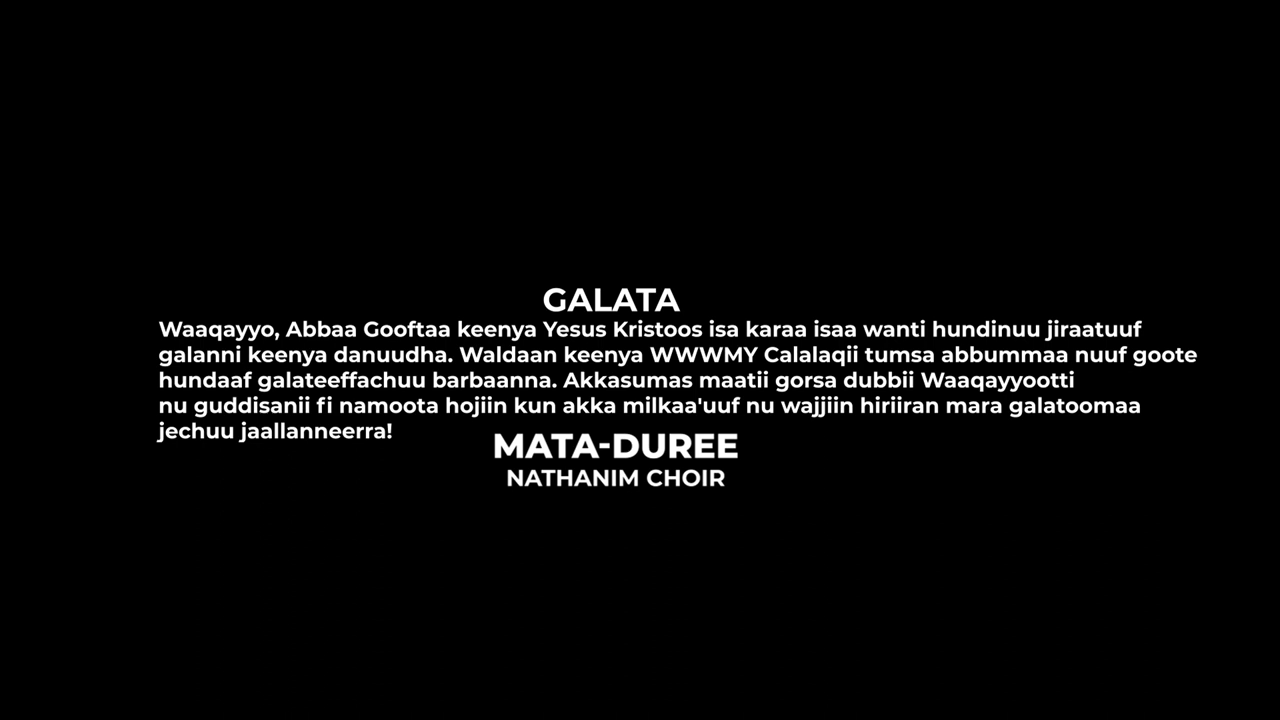 GALATA
Waaqayyo, Abbaa Gooftaa keenya Yesus Kristoos isa karaa isaa wanti hundinuu jiraatuuf
galanni keenya danuudha. Waldaan keenya WWWMY Calalaqii tumsa abbummaa nuuf goote
hundaaf galateeffachuu barbaanna. Akkasumas maatii gorsa dubbii Waaqayyootti
nu guddisanii fi namoota hojiin kun akka milkaa'uuf nu wajjiin hiriiran mara galatoomaa
jechuu jaallanneerra!
MATA-DUREE
NATHANIM CHOIR